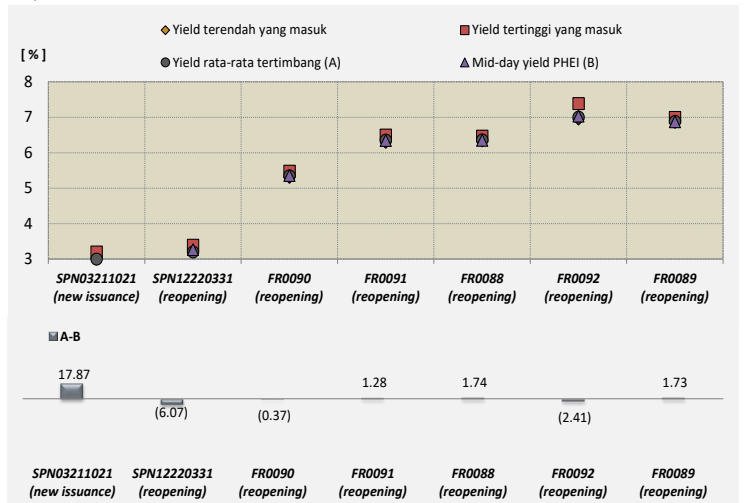 Yield terendah yang masuk
Yield tertinggi yang masuk
[ % ]
Yield rata-rata tertimbang (A)
Mid-day yield PHEI (B)
8
7
6
5
4
3
SPN03211021 SPN12220331 FR0090 FR0091 FR0088 FR0092 FR0089
(new issuance) (reopening) (reopening) (reopening) (reopening) (reopening) (reopening)
A-B
17.87
(6.07)
(0.37)
1.28
1.74
(2.41)
1.73
SPN03211021 SPN12220331 FR0090 FR0091 FR0088 FR0092 FR0089
(new issuance) (reopening) (reopening) (reopening) (reopening) (reopening) (reopening)